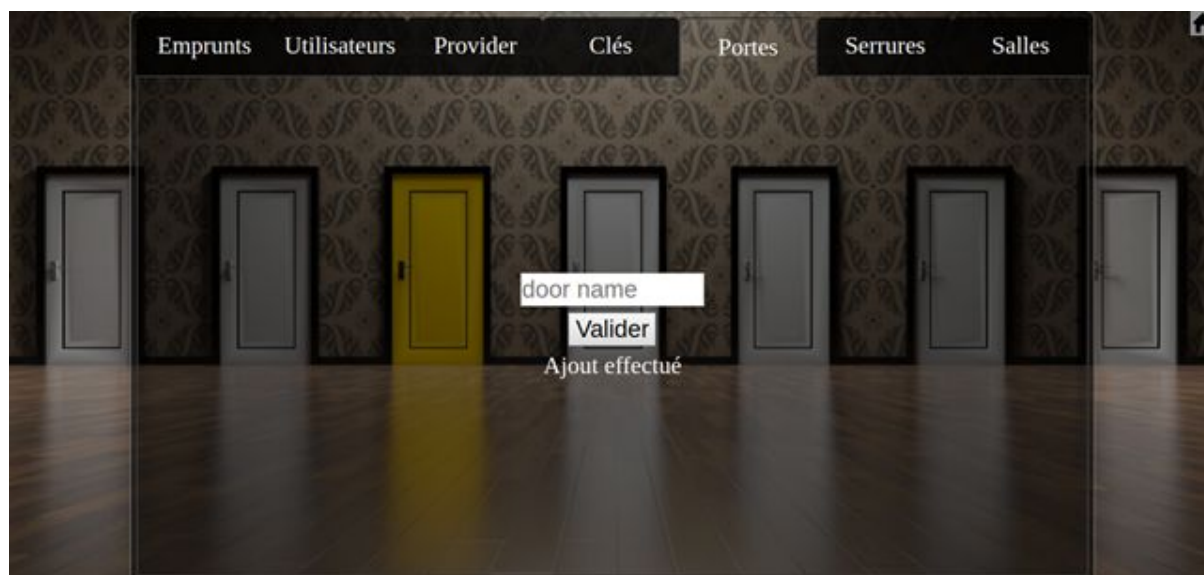 Emprunts Utilisateurs Provider Clés Portes Serrures Salles
door name
Valider
Ajout effectué